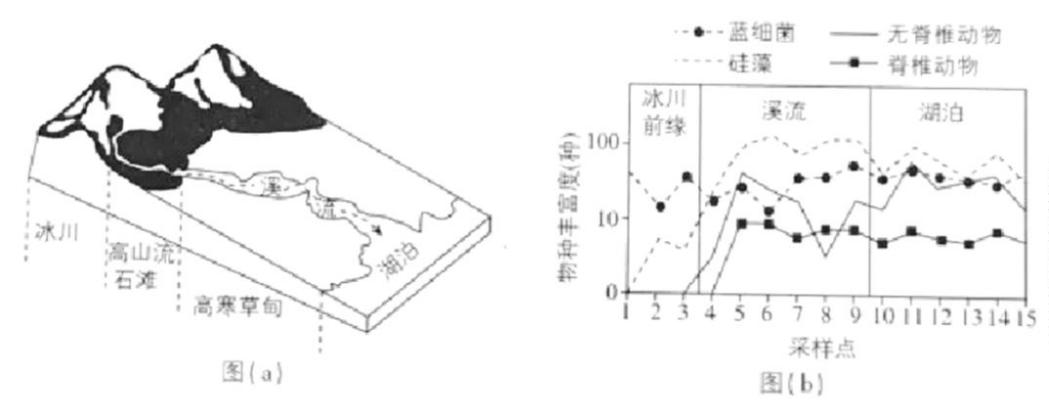 冰川
高山流
石滩
高寒草甸
溪
流
湖泊
图(a)
蓝细菌
无脊椎动物
硅藻
脊椎动物
冰川
前缘
溪流
湖泊
物种丰富度(种)
100
10
0
1 2 3 4 5 6 7 8 9 10 11 12 13 14 15
采样点
图(b)